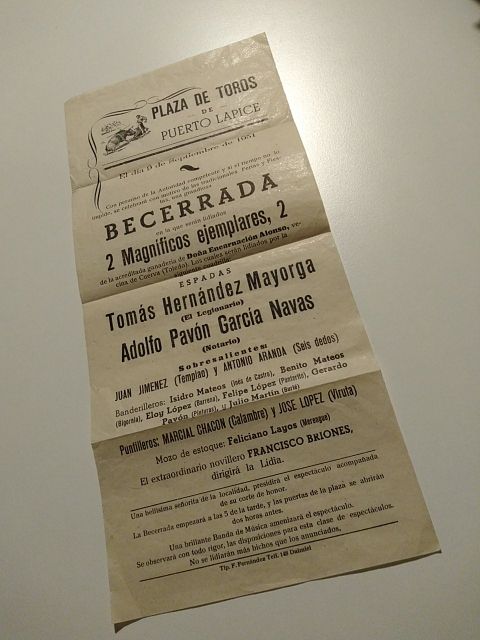 PLAZA DE TOROS
- DE -
PUERTO LAPICE
El dia 9 de septiembre de 1951
Con permiso de la Autoridad competente y si el tiempo no lo
impide, se celebrará con motivo de las tradicionales Ferias y Fies-
tas, una grandiosa
BECERRADA
en la que serán lidiados
2 Magníficos ejemplares, 2
de la acreditada ganadería de Doña Encarnación Alonso, ve-
cina de Cuerva (Toledo). Los cuales serán lidiados por la
siguiente cuadrilla:
ESPADAS
Tomás Hernández Mayorga
(El Legionario)
Adolfo Pavón García Navas
(Notario)
Sobresalientes:
JUAN JIMENEZ (Templao) y ANTONIO ARANDA (Seis dedos)
Banderilleros: Isidro Mateos (Inés de Castro), Benito Mateos
(Bigornia), Eloy López (Barrena), Felipe López (Panterito), Gerardo
Pavón (Pinturas), y Julio Martín
Puntilleros: MARCIAL CHACON (Calambre) y JOSE LOPEZ (Viruta)
Mozo de estoque: Feliciano Layos (Merengue)
El extraordinario novillero FRANCISCO BRIONES,
dirigirá la Lidia.
Una bellísima señorita de la localidad, presidirá el espectáculo acompañada
de su corte de honor.
La Becerrada empezará a las 5 de la tarde, y las puertas de la plaza se abrirán
dos horas antes.
Una brillante Banda de Música amenizará el espectáculo.
Se observará con todo rigor, las disposiciones para esta clase de espectáculos.
No se lidiarán más bichos que los anunciados,
Tip. F. Fernández Telf. 140 Daimiel